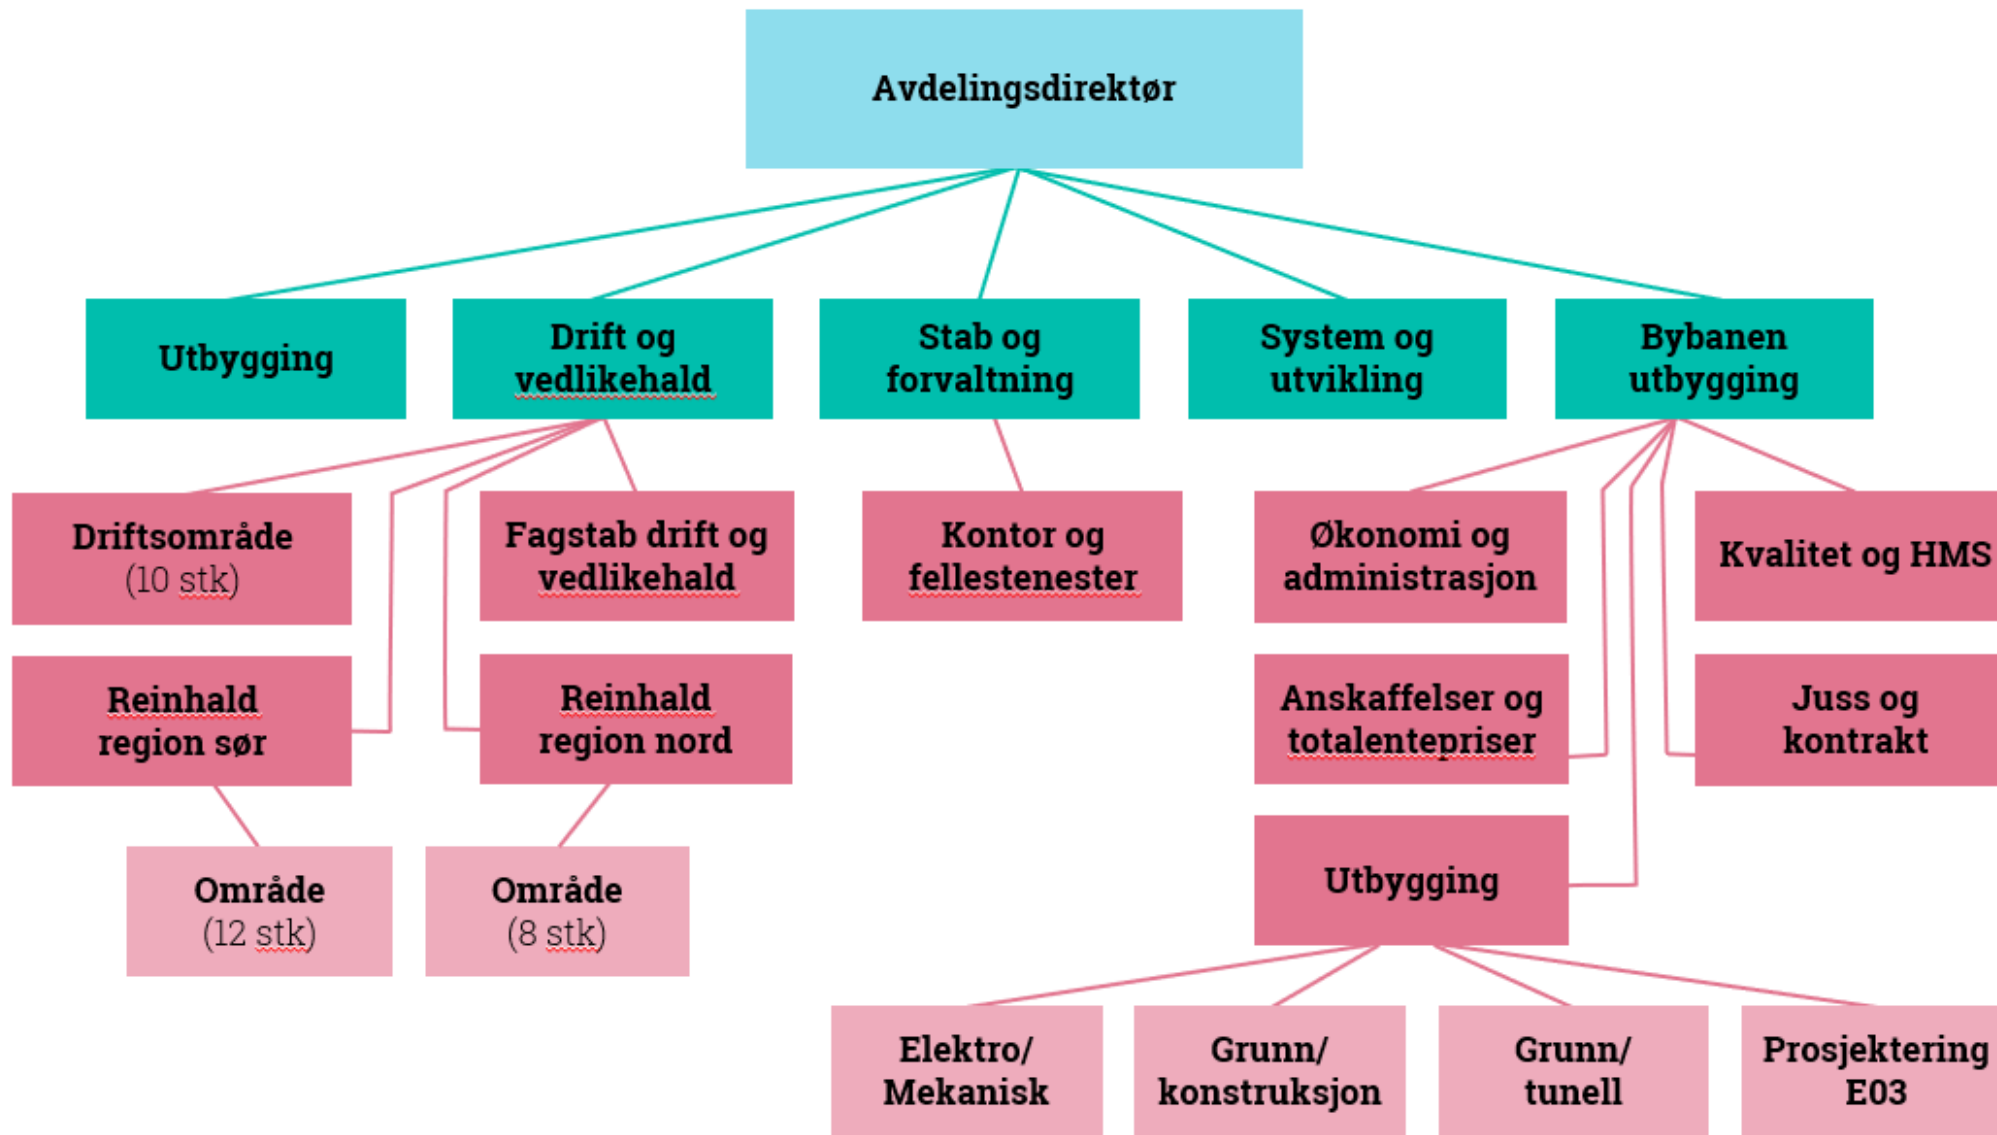 Avdelingsdirektør
Utbygging
Drift og
vedlikehald
Stab og
forvaltning
System og
utvikling
Bybanen
utbygging
Driftsområde
(10 stk)
Fagstab drift og
vedlikehald
Kontor og
fellestenester
Økonomi og
administrasjon
Kvalitet og HMS
Reinhald
region sør
Reinhald
region nord
Anskaffelser og
totalentepriser
Juss og
kontrakt
Område
(12 stk)
Område
(8 stk)
Utbygging
Elektro/
Mekanisk
Grunn/
konstruksjon
Grunn/
tunell
Prosjektering
E03